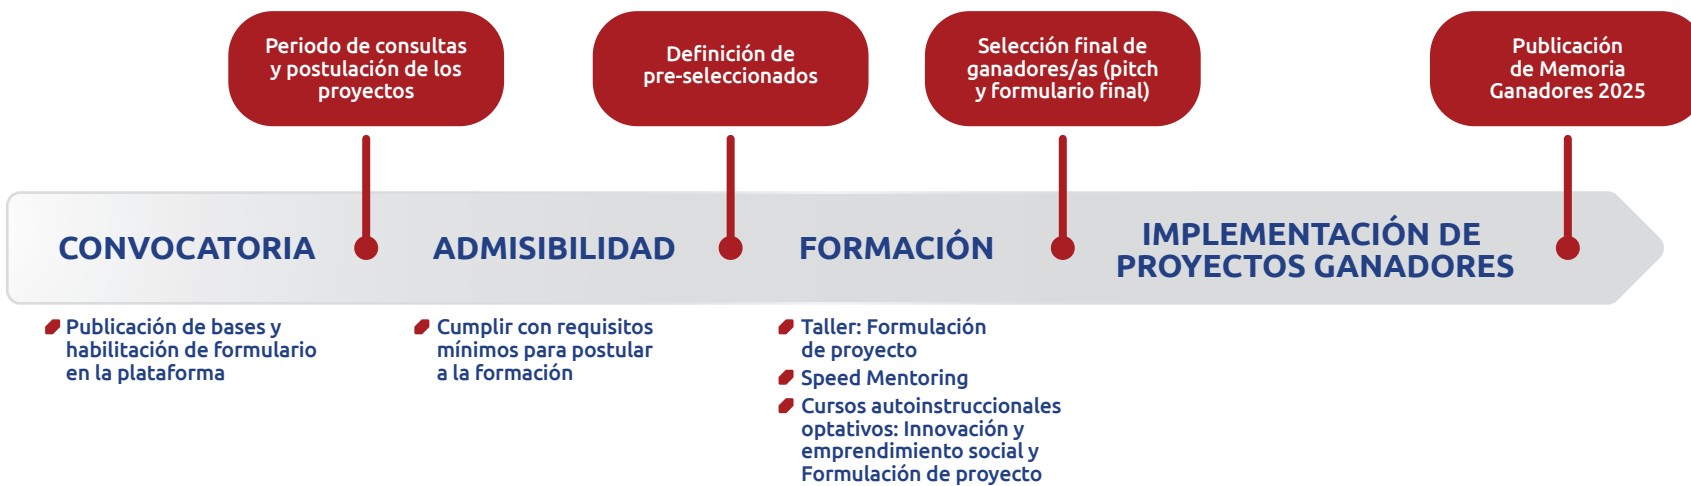 Periodo de consultas
y postulación de los
proyectos
Definición de
pre-seleccionados
Selección final de
ganadores/as (pitch
y formulario final)
Publicación
de Memoria
Ganadores 2025
CONVOCATORIA
ADMISIBILIDAD
FORMACIÓN
IMPLEMENTACIÓN DE
PROYECTOS GANADORES
Publicación de bases y
habilitación de formulario
en la plataforma
Cumplir con requisitos
mínimos para postular
a la formación
Taller: Formulación
de proyecto
Speed Mentoring
Cursos autoinstruccionales
optativos: Innovación y
emprendimiento social y
Formulación de proyecto